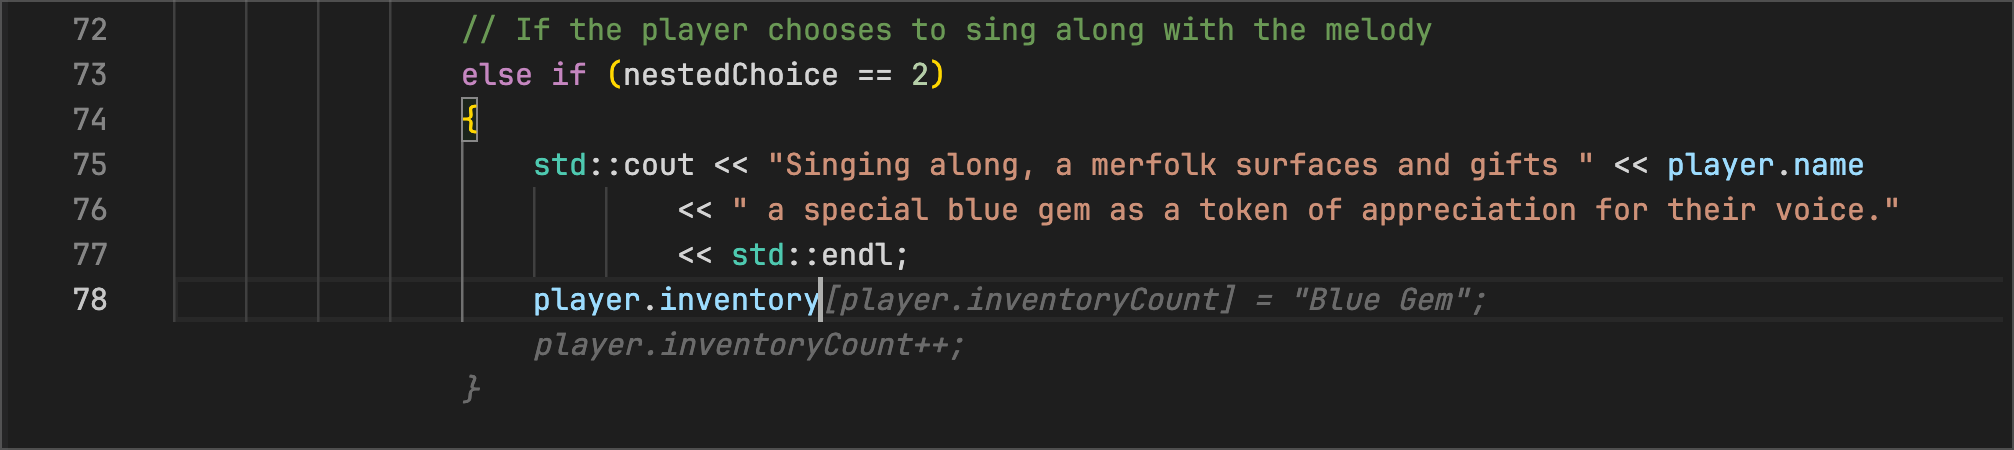 72 // If the player chooses to sing along with the melody
73 else if (nestedChoice == 2)
74 {
75 std::cout << "Singing along, a merfolk surfaces and gifts " << player.name
76 << " a special blue gem as a token of appreciation for their voice."
77 << std::endl;
78 player.inventory[player.inventoryCount] = "Blue Gem";
player.inventoryCount++;
}